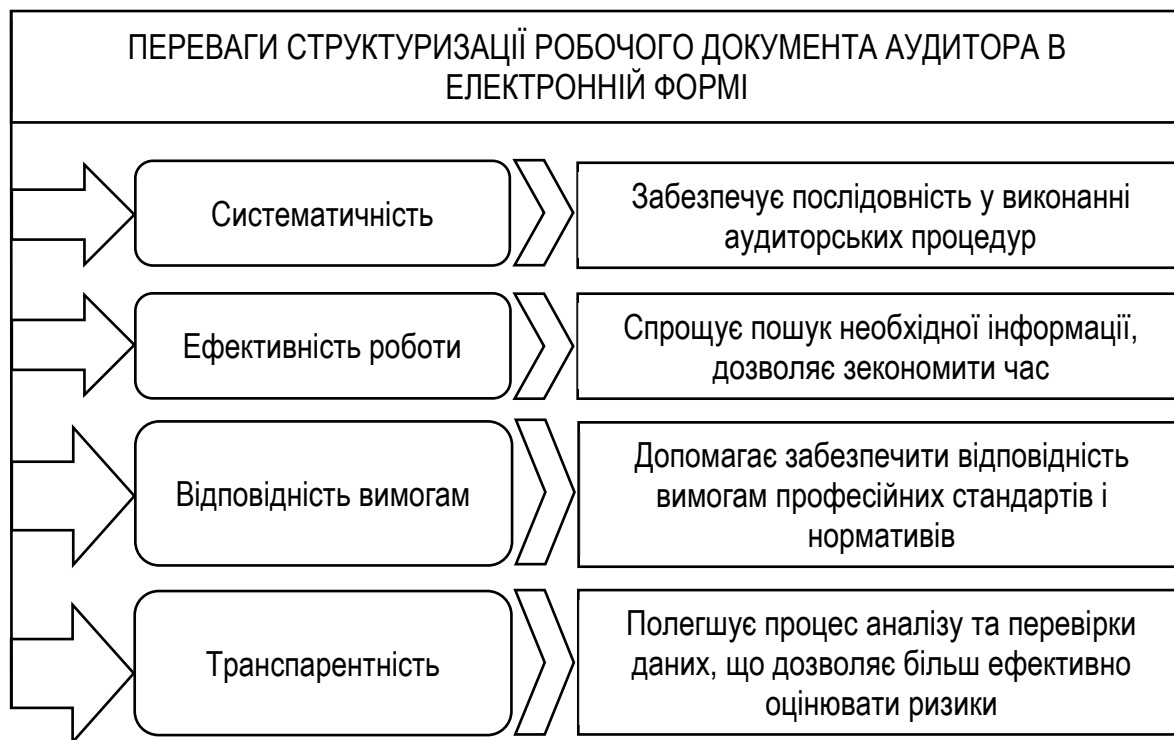 ПЕРЕВАГИ СТРУКТУРИЗАЦІЇ РОБОЧОГО ДОКУМЕНТА АУДИТОРА В
ЕЛЕКТРОННІЙ ФОРМІ
Систематичність
Забезпечує послідовність у виконанні
аудиторських процедур
Ефективність роботи
Спрощує пошук необхідної інформації,
дозволяє зекономити час
Відповідність вимогам
Допомагає забезпечити відповідність
вимогам професійних стандартів і
нормативів
Транспарентність
Полегшує процес аналізу та перевірки
даних, що дозволяє більш ефективно
оцінювати ризики